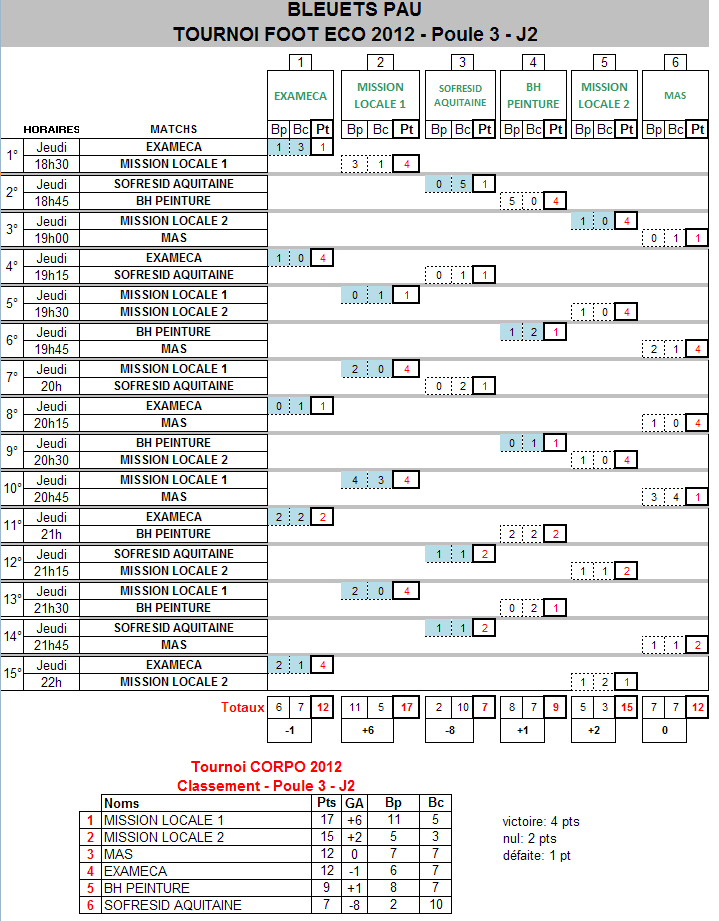 BLEUETS PAU
TOURNOI FOOT ECO 2012 - Poule 3 - J2
1 2 3 4 5 6
EXAMECA MISSION LOCALE 1 SOFRESID AQUITAINE BH PEINTURE MISSION LOCALE 2 MAS
HORAIRES MATCHS Bp Bc Pt Bp Bc Pt Bp Bc Pt Bp Bc Pt Bp Bc Pt Bp Bc Pt
1° Jeudi EXAMECA 1 3 1
18h30 MISSION LOCALE 1 3 1 4
2° Jeudi SOFRESID AQUITAINE 0 5 1
18h45 BH PEINTURE 5 0 4
3° Jeudi MISSION LOCALE 2 1 0 4
19h00 MAS 0 1 1
4° Jeudi EXAMECA 1 0 4
19h15 SOFRESID AQUITAINE 0 1 1
5° Jeudi MISSION LOCALE 1 0 1 1
19h30 MISSION LOCALE 2 1 0 4
6° Jeudi BH PEINTURE 1 2 1
19h45 MAS 2 1 4
7° Jeudi MISSION LOCALE 1 2 0 4
20h SOFRESID AQUITAINE 0 2 1
8° Jeudi EXAMECA 0 1 1
20h15 MAS 1 0 4
9° Jeudi BH PEINTURE 0 1 1
20h30 MISSION LOCALE 2 1 0 4
10° Jeudi MISSION LOCALE 1 4 3 4
20h45 MAS 3 4 1
11° Jeudi EXAMECA 2 2 2
21h BH PEINTURE 2 2 2
12° Jeudi SOFRESID AQUITAINE 1 1 2
21h15 MISSION LOCALE 2 1 1 2
13° Jeudi MISSION LOCALE 1 2 0 4
21h30 BH PEINTURE 0 2 1
14° Jeudi SOFRESID AQUITAINE 1 1 2
21h45 MAS 1 1 2
15° Jeudi EXAMECA 2 1 4
22h MISSION LOCALE 2 1 2 1
Totaux 6 7 12 11 5 17 2 10 7 8 7 9 5 3 15 7 7 12
-1 +6 -8 +1 +2 0
Tournoi CORPO 2012
Classement - Poule 3 - J2
Noms Pts GA Bp Bc
1 MISSION LOCALE 1 17 +6 11 5
2 MISSION LOCALE 2 15 +2 5 3
3 MAS 12 0 7 7
4 EXAMECA 12 -1 6 7
5 BH PEINTURE 9 +1 8 7
6 SOFRESID AQUITAINE 7 -8 2 10
victoire: 4 pts
nul: 2 pts
défaite: 1 pt